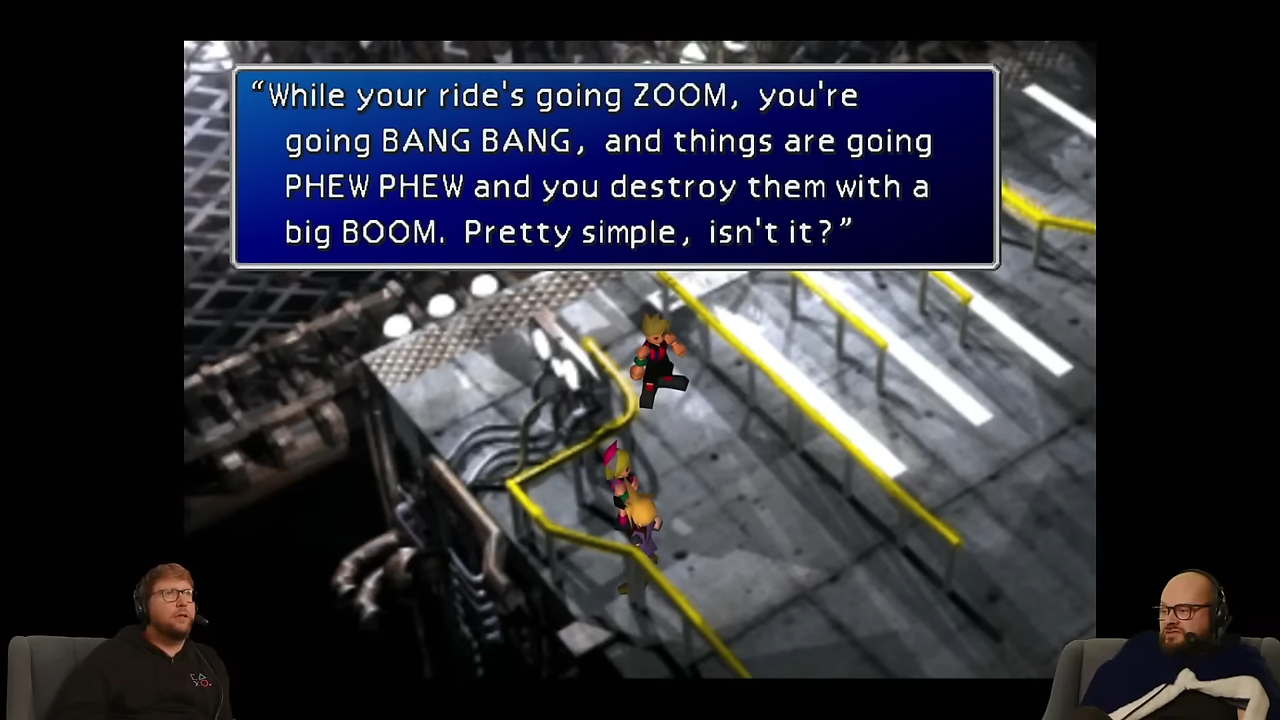 “While your ride's going ZOOM, you're
going BANG BANG, and things are going
PHEW PHEW and you destroy them with a
big BOOM. Pretty simple, isn't it?”